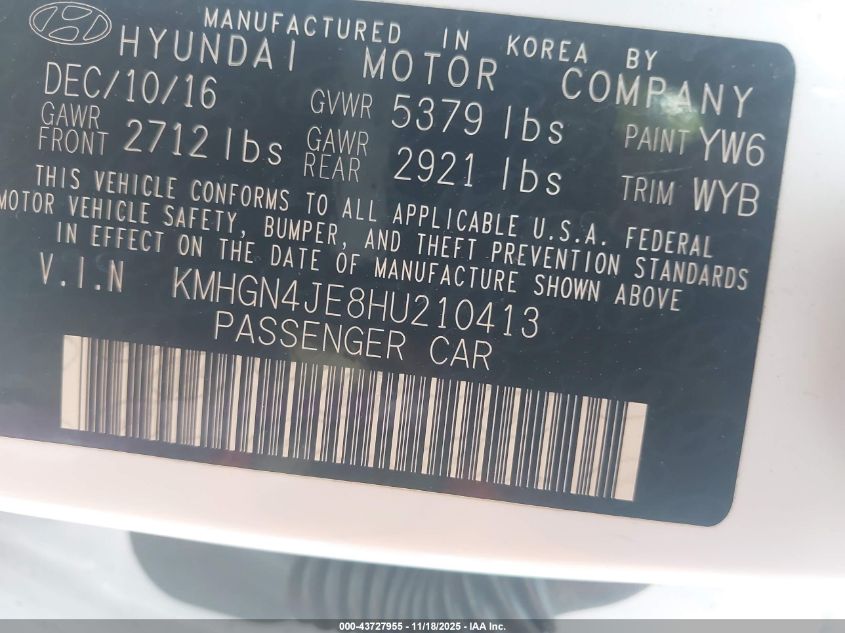 MANUFACTURED IN KOREA BY
HYUNDAI MOTOR COMPANY
DEC/10/16 GVWR 5379 lbs PAINT YW6
GAWR FRONT 2712 lbs GAWR REAR 2921 lbs TRIM WYB
THIS VEHICLE CONFORMS TO ALL APPLICABLE U.S.A. FEDERAL
MOTOR VEHICLE SAFETY, BUMPER, AND THEFT PREVENTION STANDARDS
IN EFFECT ON THE DATE OF MANUFACTURE SHOWN ABOVE
V.I.N KMHGN4JE8HU210413
PASSENGER CAR
000-43727955 - 11/18/2025 - IAAI, Inc.